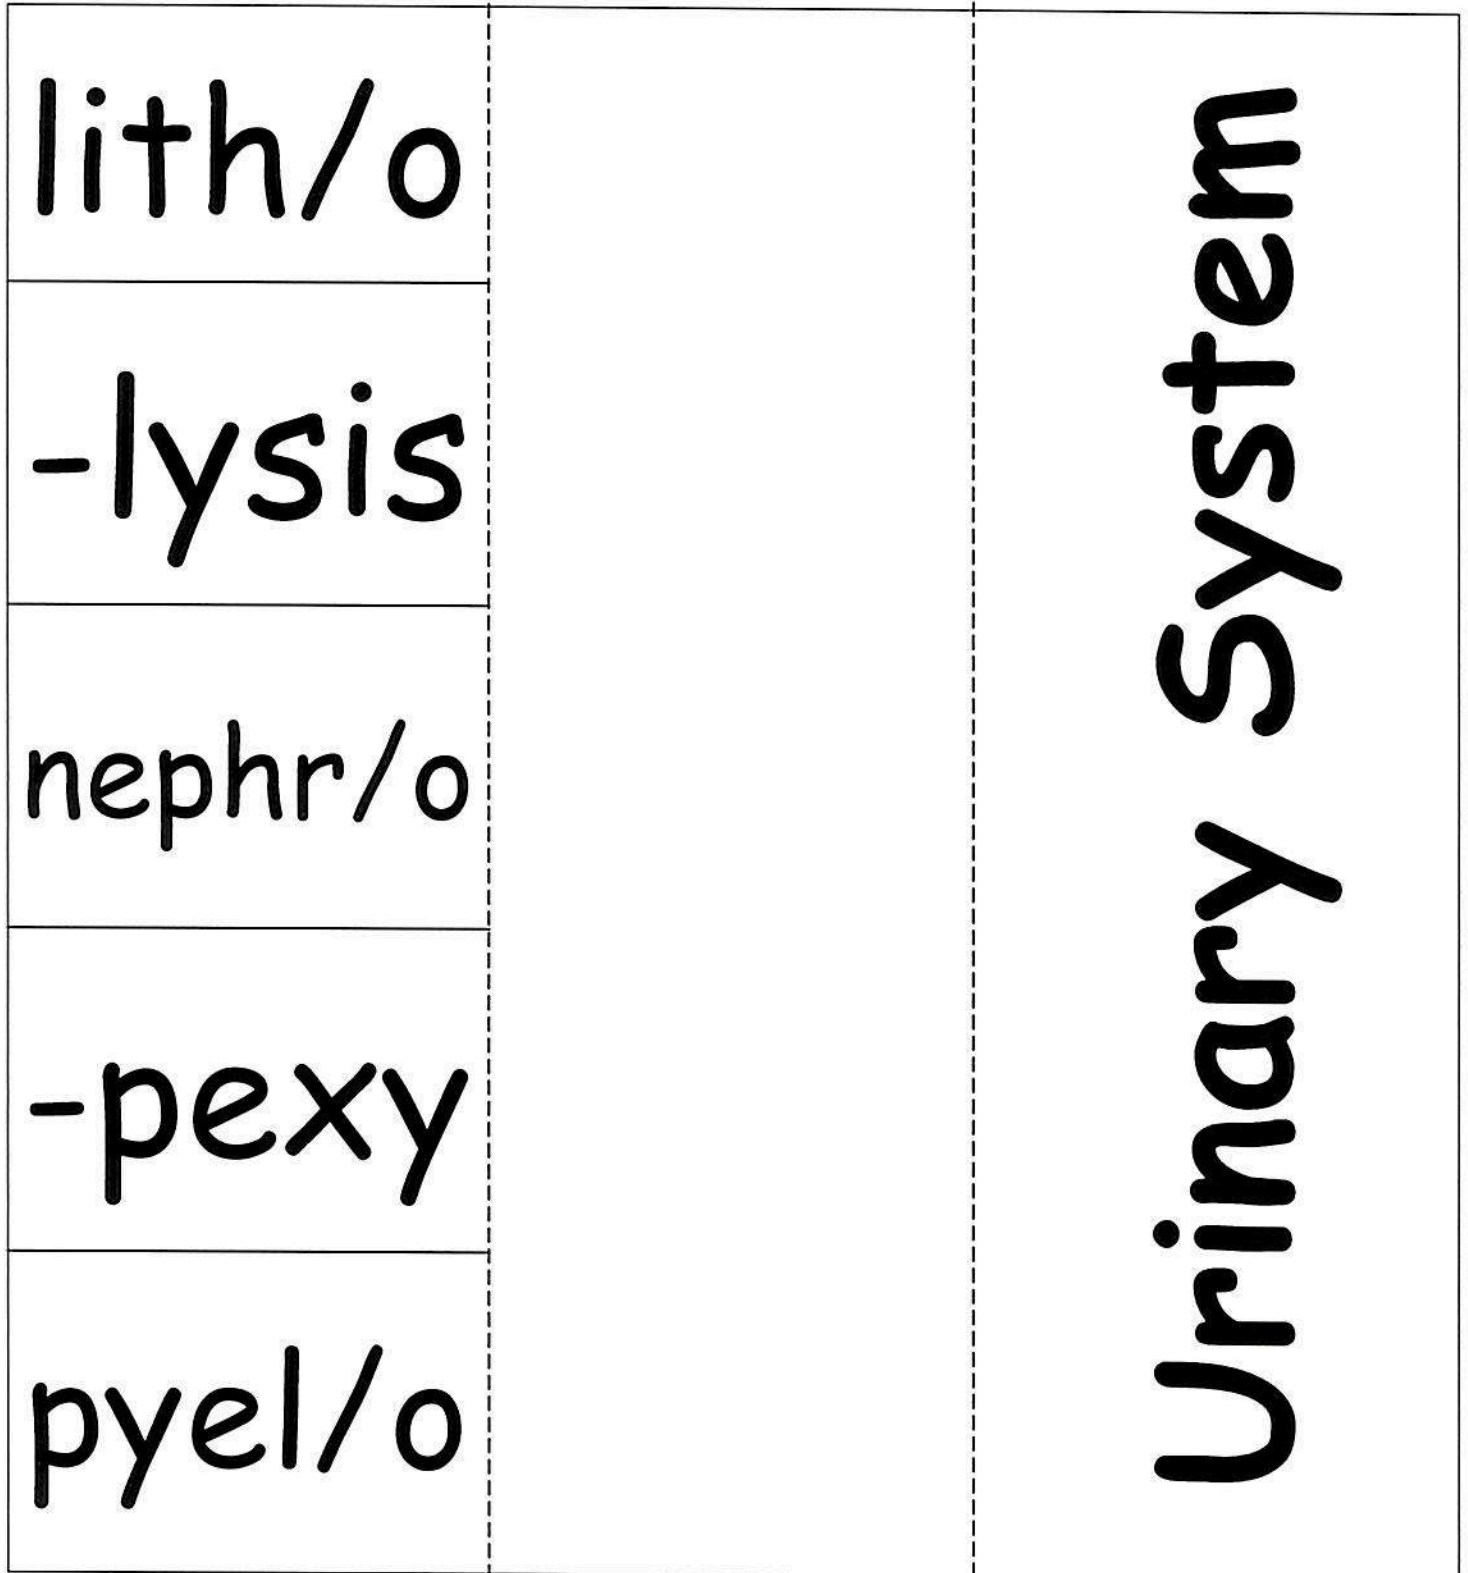 lith/o
-lysis
nephr/o
-pexy
pyel/o
Urinary System